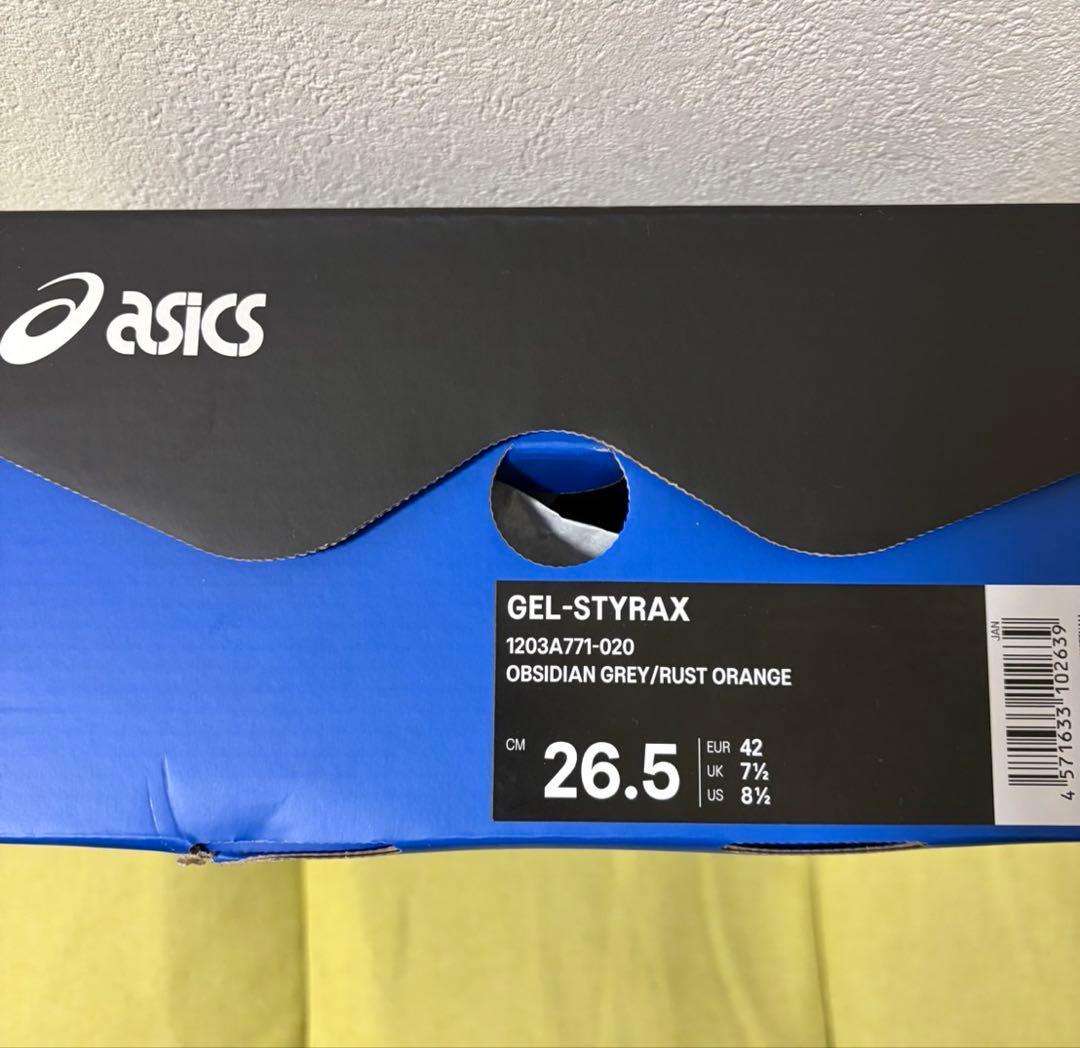 asics
GEL-STYRAX
1203A771-020
OBSIDIAN GREY/RUST ORANGE
CM 26.5
EUR 42
UK 7½
US 8½
JAN
4 571633 102639